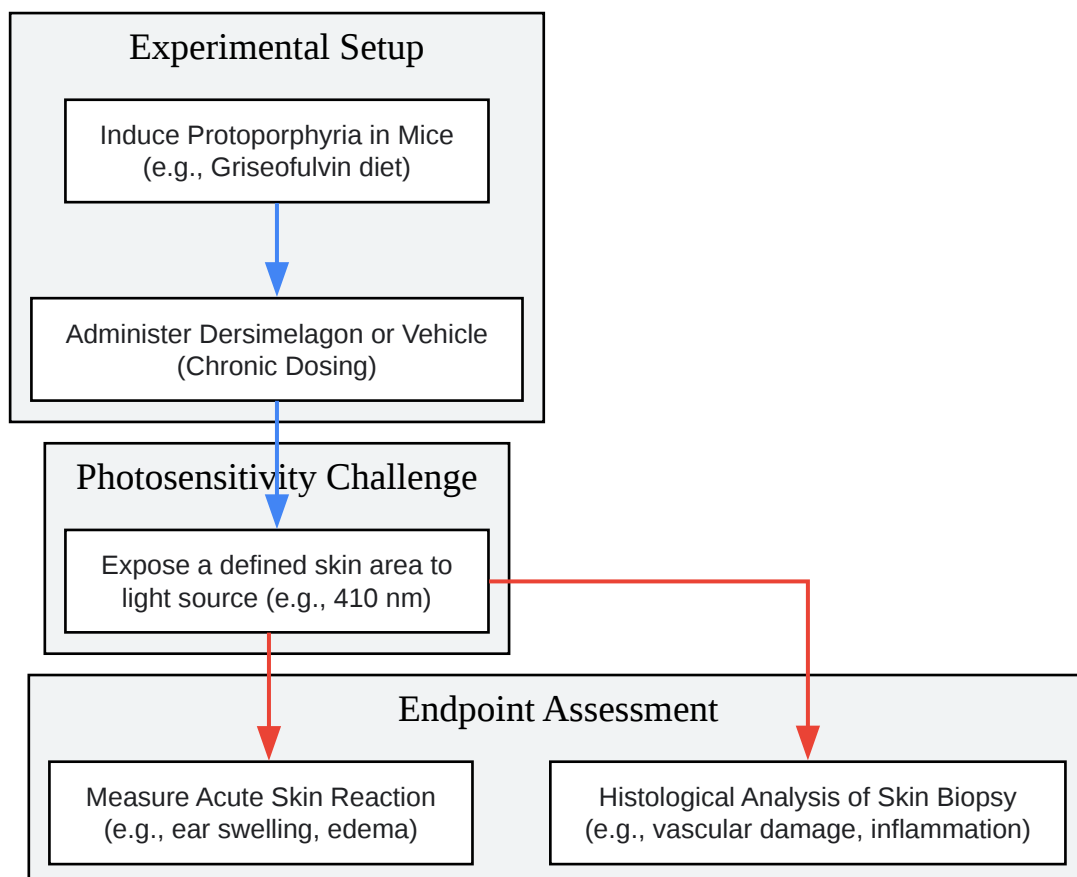 Experimental Setup
Induce Protoporphyria in Mice
(e.g., Griseofulvin diet)
Administer Dersimelagon or Vehicle
(Chronic Dosing)
Photosensitivity Challenge
Expose a defined skin area to
light source (e.g., 410 nm)
Endpoint Assessment
Measure Acute Skin Reaction
(e.g., ear swelling, edema)
Histological Analysis of Skin Biopsy
(e.g., vascular damage, inflammation)